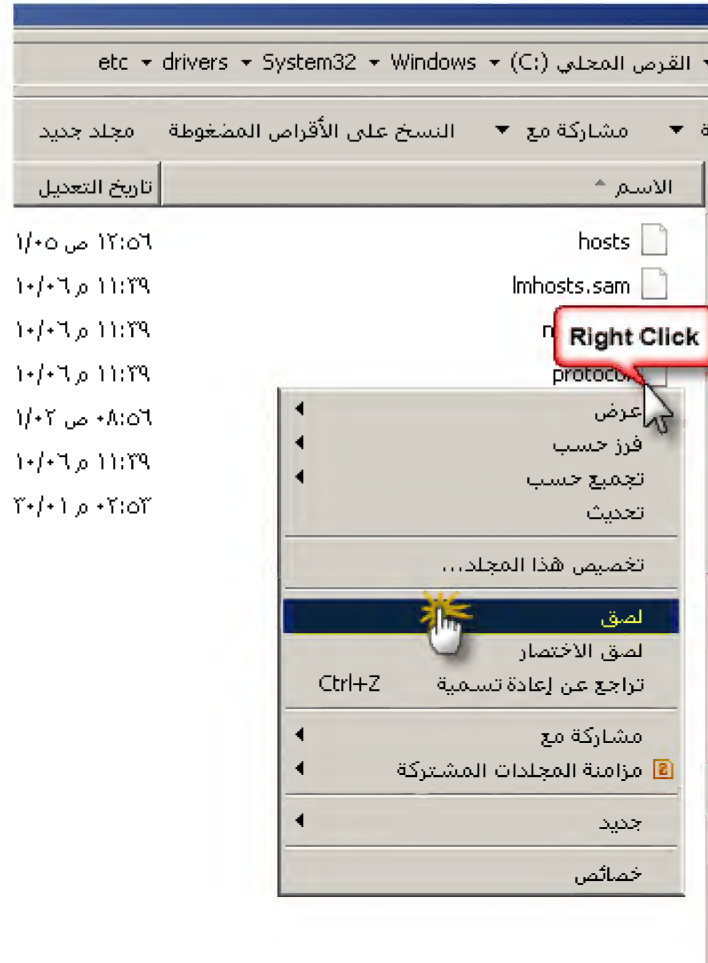 القرص المحلي (C:) Windows System32 drivers etc
مشاركة مع النسخ على الأقراص المضغوطة مجلد جديد
الاسم تاريخ التعديل
hosts ١٢:٥٦ ص ١/٠٥
lmhosts.sam ١١:٣٩ م ١٠/٠٦
١١:٣٩ م ١٠/٠٦
Right Click
protocol ١١:٣٩ م ١٠/٠٦
٠٨:٥٦ ص ١/٠٢
١١:٣٩ م ١٠/٠٦
٠٢:٥٣ م ٢٠/٠١
عرض
فرز حسب
تجميع حسب
تحديث
تخصيص هذا المجلد...
لصق
لصق الاختصار
تراجع عن إعادة تسمية Ctrl+Z
مشاركة مع
مزامنة المجلدات المشتركة
جديد
خصائص